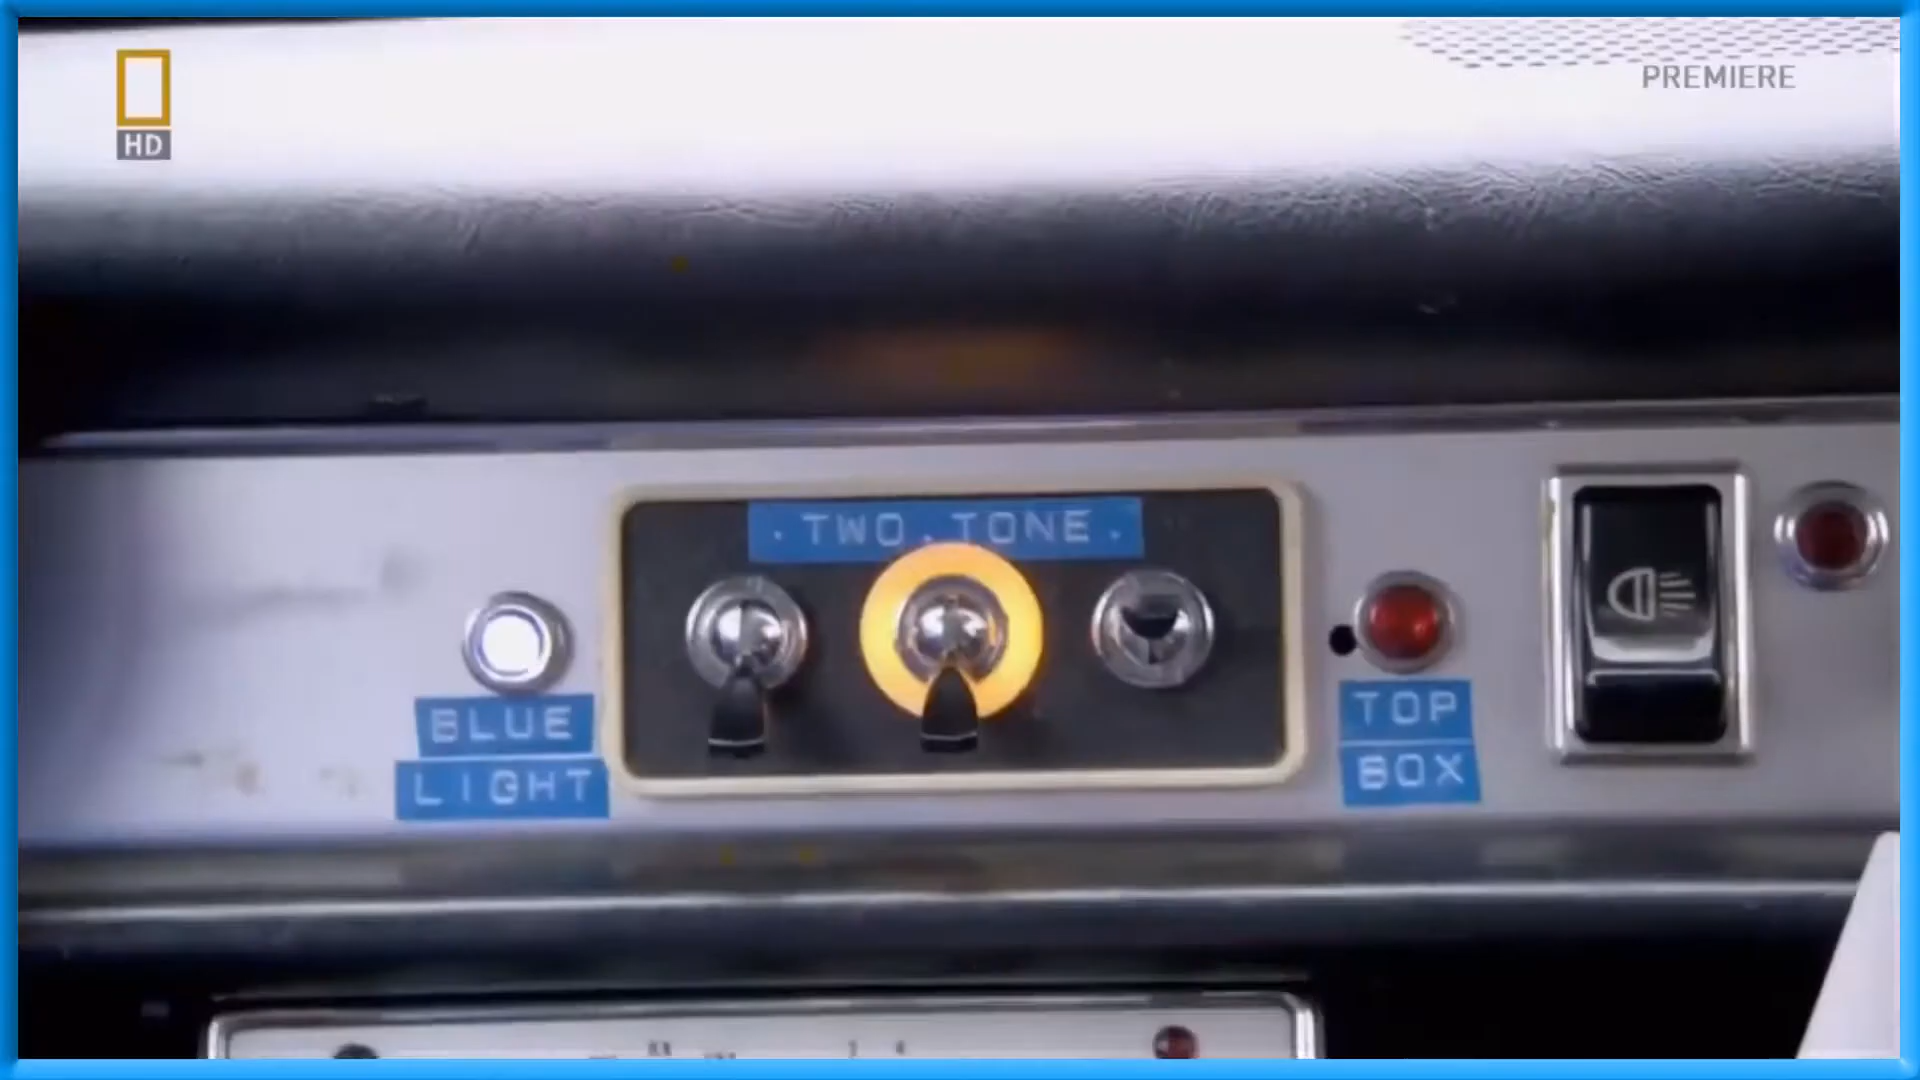 HD
PREMIERE
. TWO . TONE .
BLUE
LIGHT
TOP
BOX